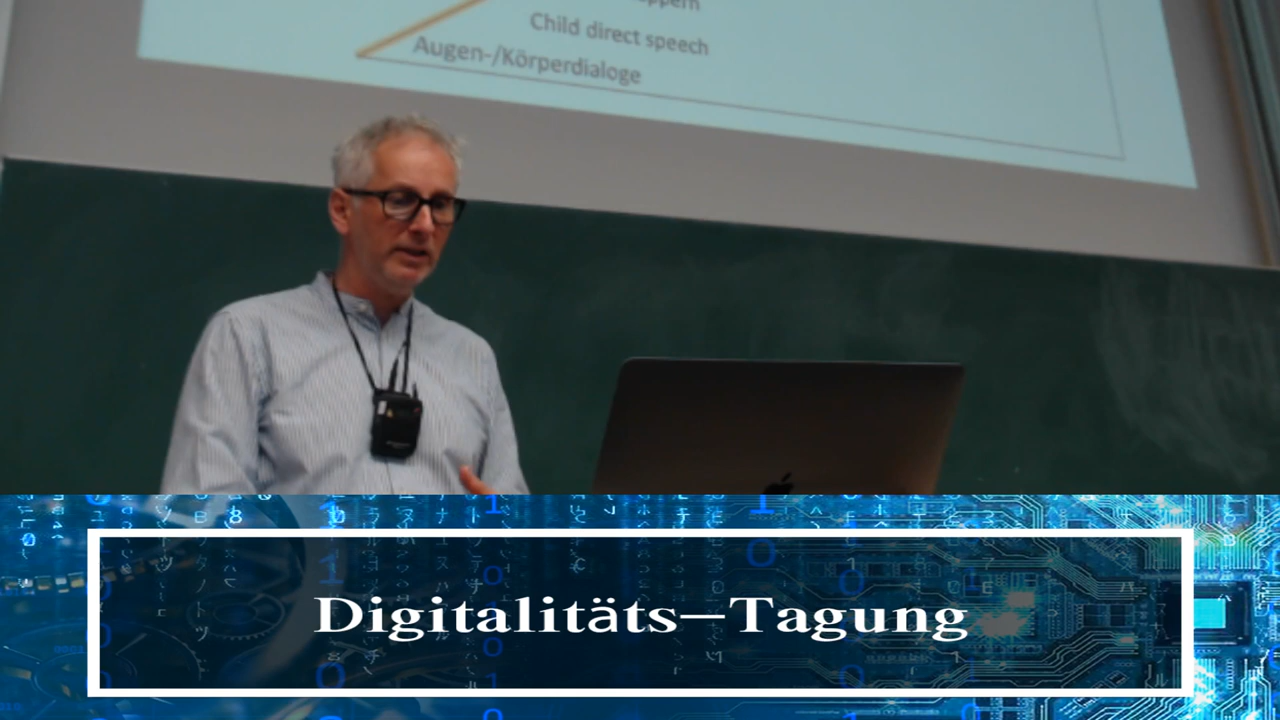 Child direct speech
Augen-/Körperdialoge
Digitalitäts-Tagung